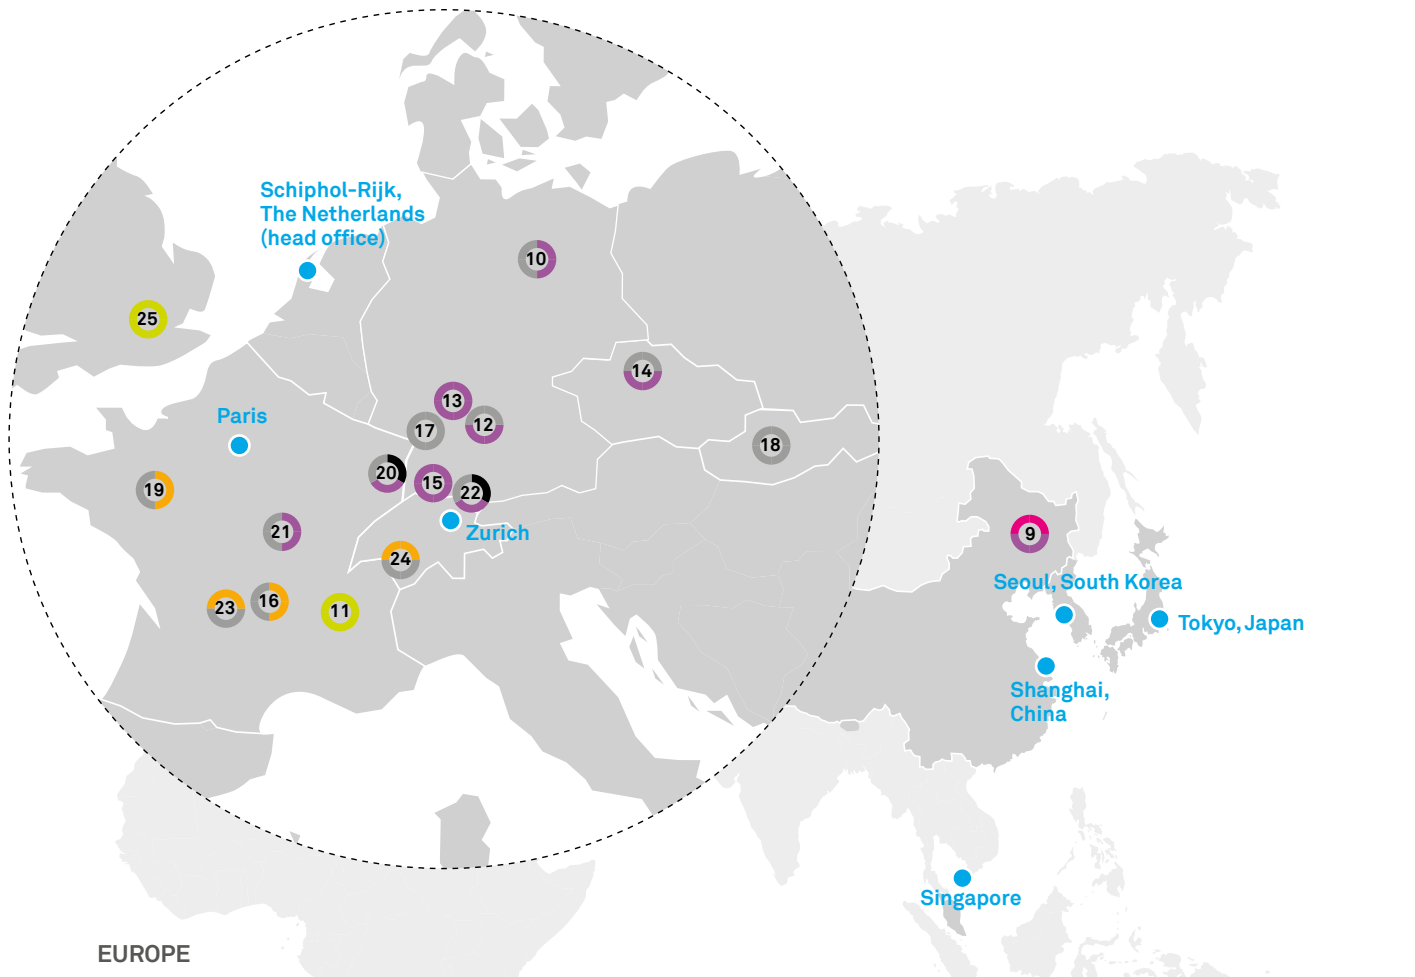 Schiphol-Rijk,
The Netherlands
(head office)
10
25
14
13
Paris
12
17
18
20
15
22
19
Zurich
21
9
24
Seoul, South Korea
23
16
11
Tokyo, Japan
Shanghai,
China
Singapore
EUROPE